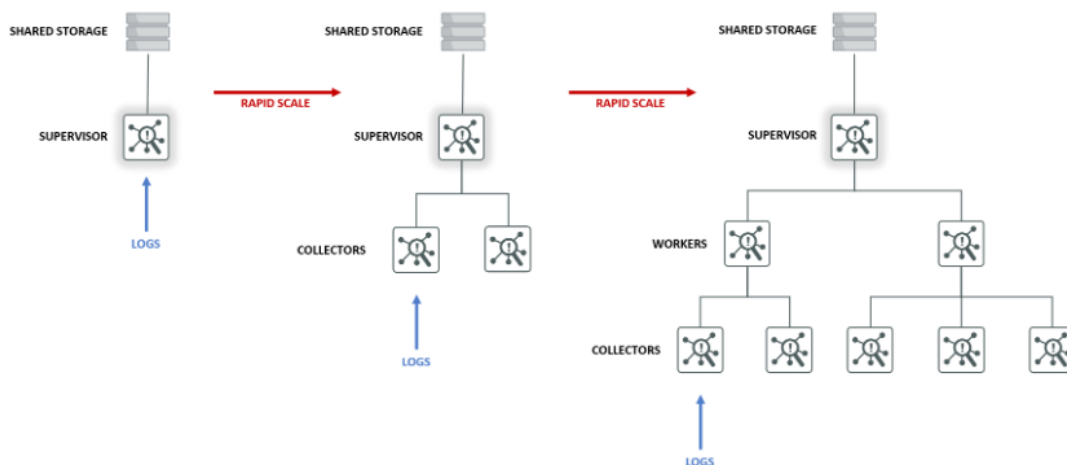 SHARED STORAGE
SHARED STORAGE
SHARED STORAGE
RAPID SCALE
RAPID SCALE
SUPERVISOR
SUPERVISOR
SUPERVISOR
LOGS
COLLECTORS
WORKERS
LOGS
COLLECTORS
LOGS